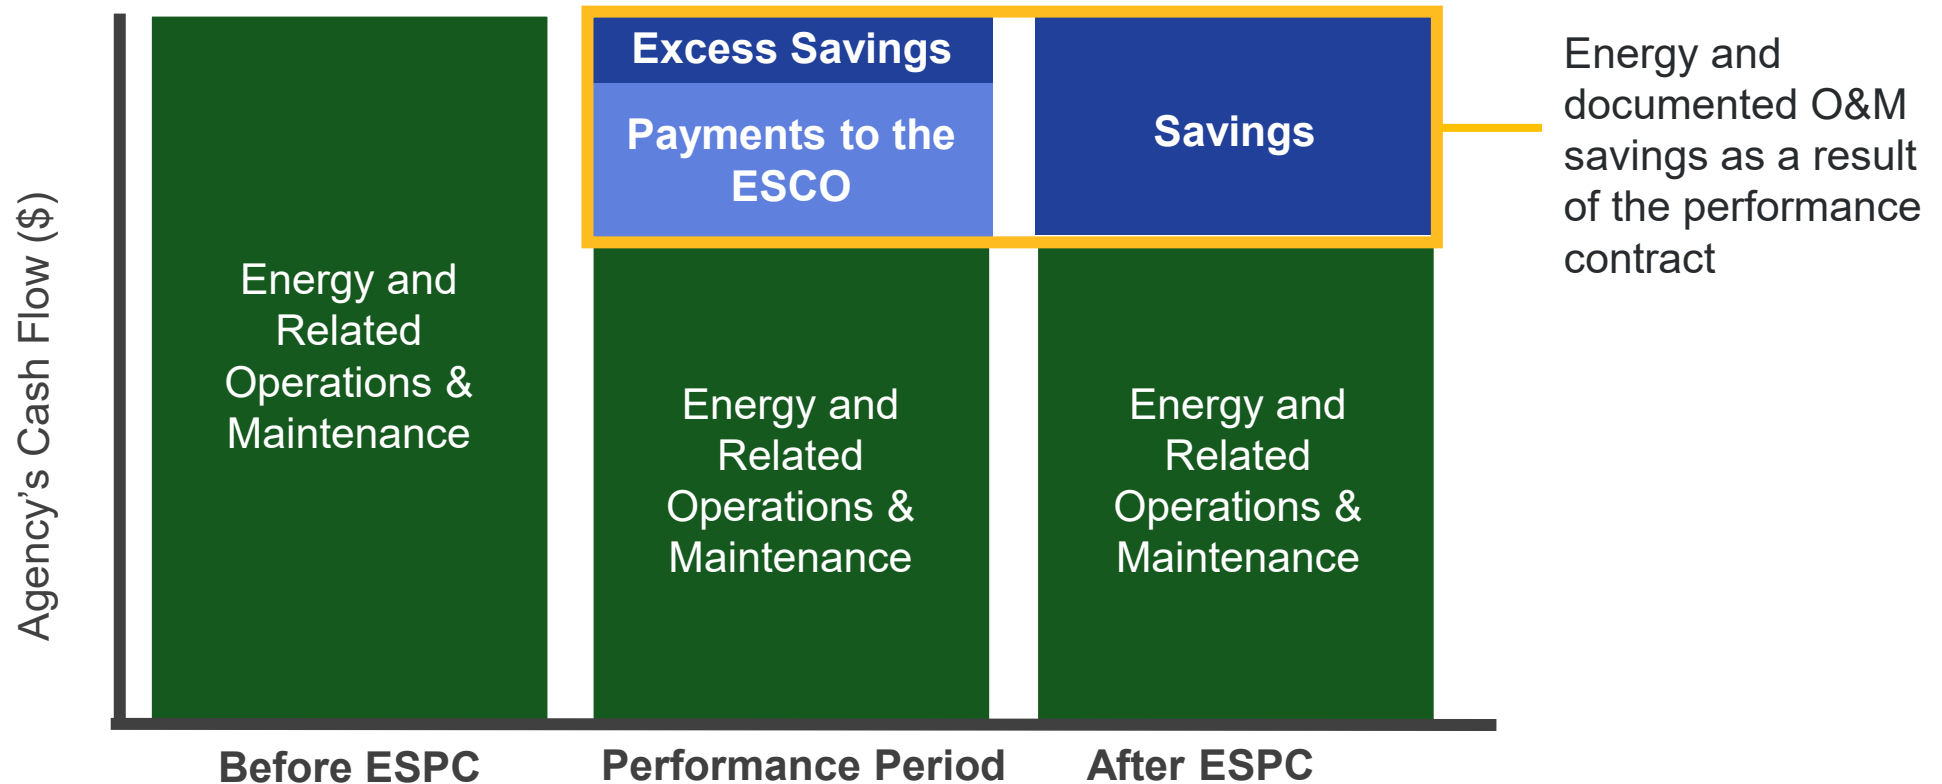 Agency’s Cash Flow ($)
Energy and
Related
Operations &
Maintenance
Excess Savings
Payments to the
ESCO
Energy and
Related
Operations &
Maintenance
Savings
Energy and
Related
Operations &
Maintenance
Energy and
documented O&M
savings as a result
of the performance
contract
Before ESPC
Performance Period
After ESPC